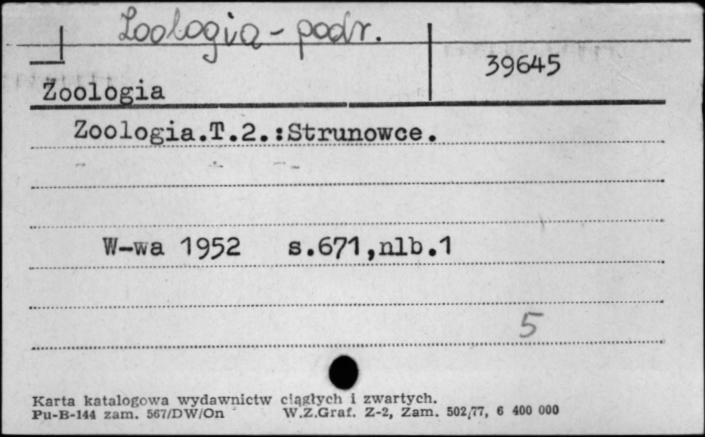 Zoologia - podr.
39645
Zoologia
Zoologia.T.2.:Strunowce.
W-wa 1952 s.671,nlb.1
5
Karta katalogowa wydawnictw ciągłych i zwartych.
Pu-B-144 zam. 567/DW/On W.Z.Graf. Z-2, Zam. 502/77, 6 400 000